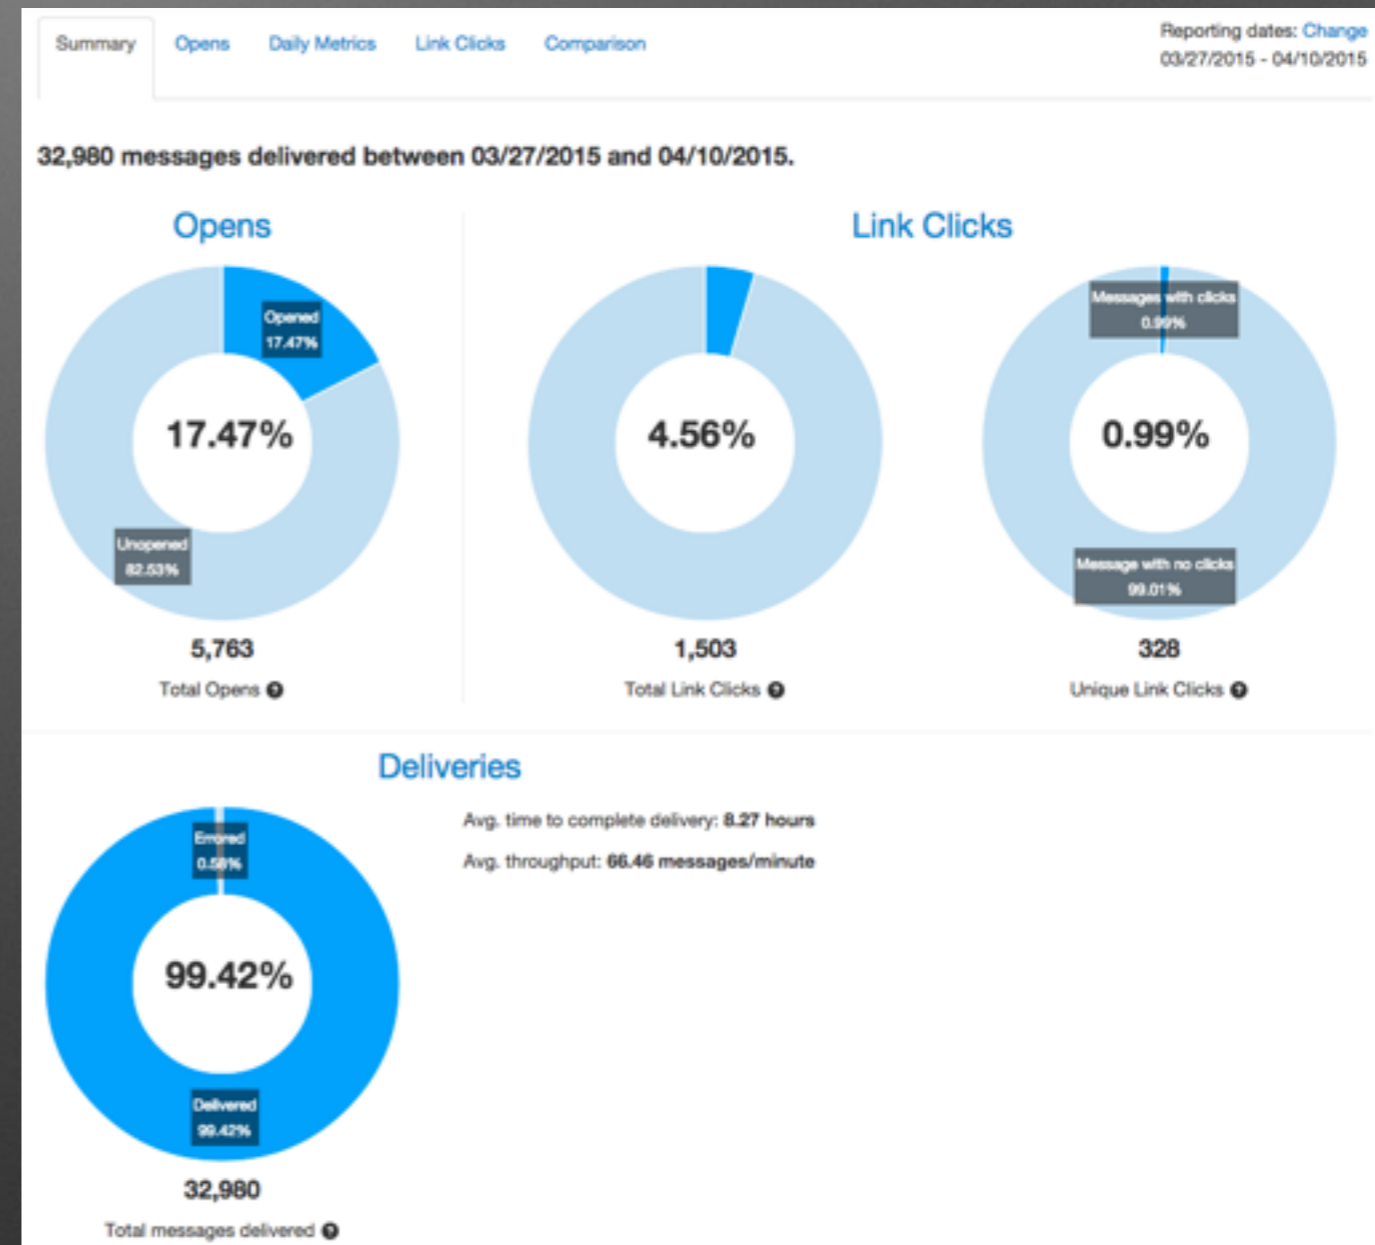 Summary Opens Daily Metrics Link Clicks Comparison
Reporting dates: Change
03/27/2015 - 04/10/2015
32,980 messages delivered between 03/27/2015 and 04/10/2015.
Opens
Opened
17.47%
17.47%
Unopened
82.53%
5,763
Total Opens
Link Clicks
4.56%
1,503
Total Link Clicks
Messages with clicks
0.99%
0.99%
Message with no clicks
99.01%
328
Unique Link Clicks
Deliveries
Errored
0.58%
99.42%
Delivered
99.42%
32,980
Total messages delivered
Avg. time to complete delivery: 8.27 hours
Avg. throughput: 66.46 messages/minute